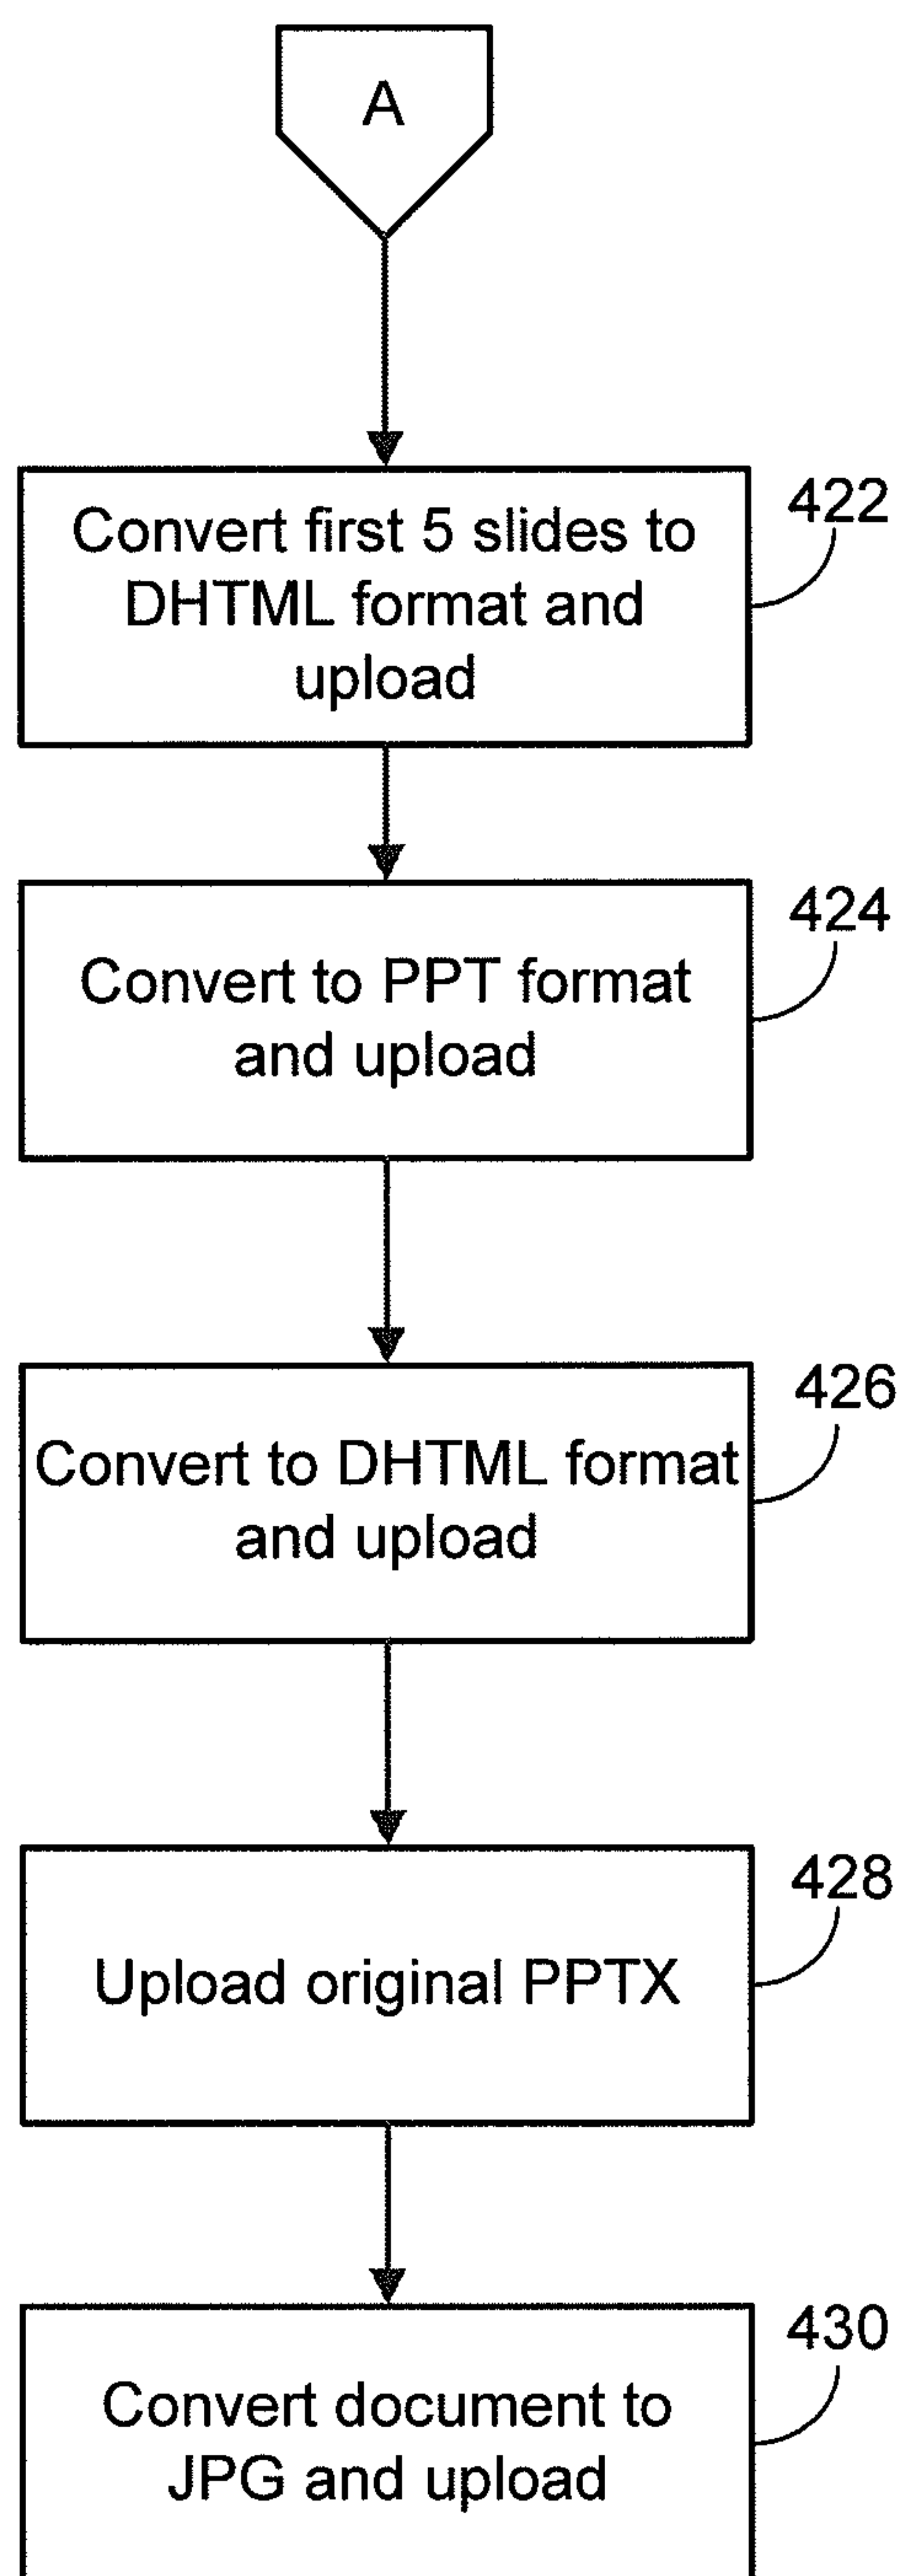 A
Convert first 5 slides to
DHTML format and
upload
422
Convert to PPT format
and upload
424
Convert to DHTML format
and upload
426
Upload original PPTX
428
Convert document to
JPG and upload
430